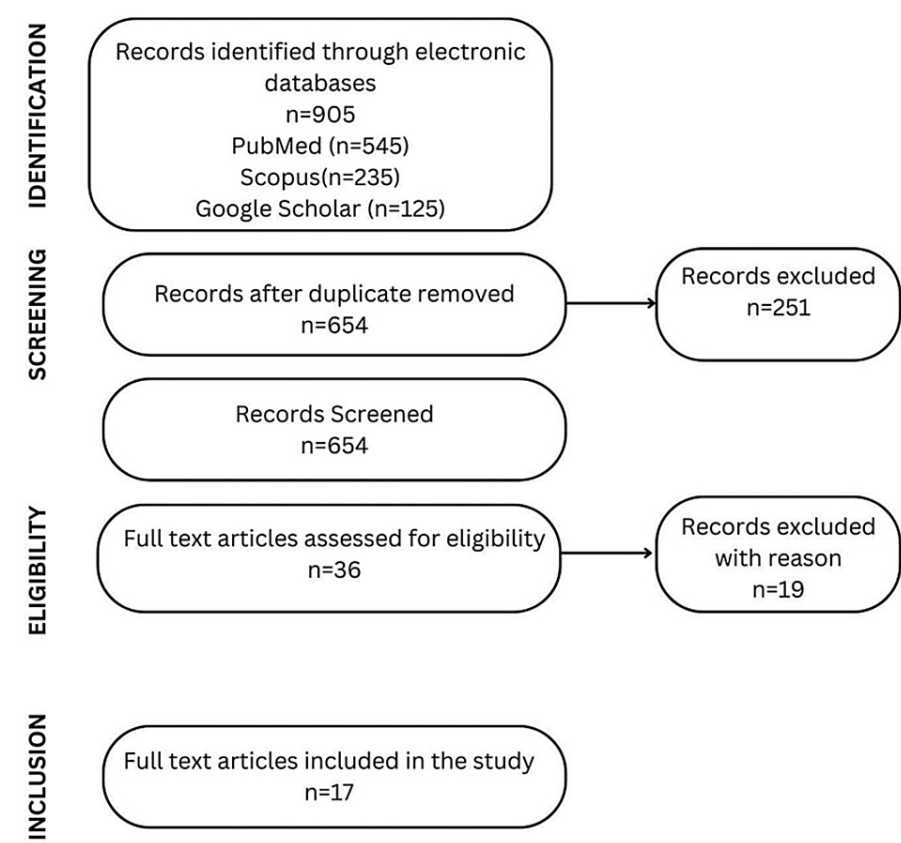 IDENTIFICATION
Records identified through electronic
databases
n=905
PubMed (n=545)
Scopus(n=235)
Google Scholar (n=125)
SCREENING
Records after duplicate removed
n=654
Records excluded
n=251
Records Screened
n=654
ELIGIBILITY
Full text articles assessed for eligibility
n=36
Records excluded
with reason
n=19
INCLUSION
Full text articles included in the study
n=17